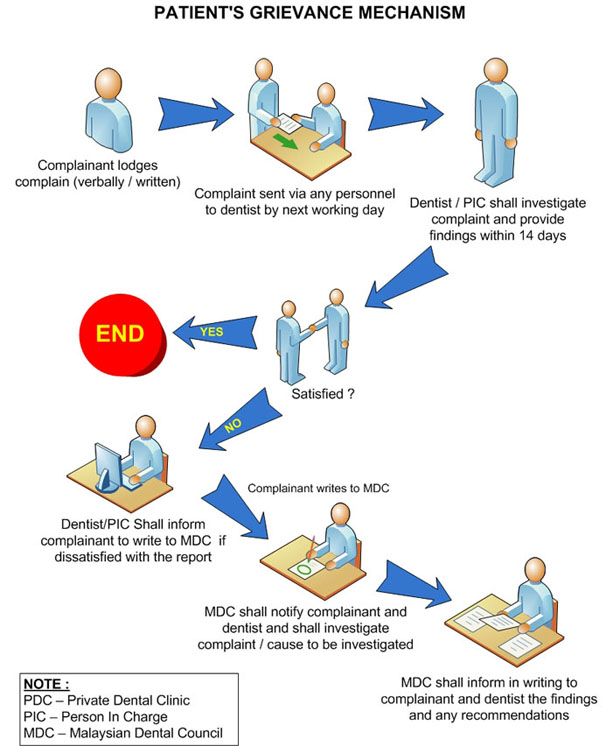 PATIENT'S GRIEVANCE MECHANISM
Complainant lodges
complain (verbally / written)
Complaint sent via any personnel
to dentist by next working day
Dentist / PIC shall investigate
complaint and provide
findings within 14 days
Satisfied ?
YES
END
NO
Dentist/PIC Shall inform
complainant to write to MDC if
dissatisfied with the report
Complainant writes to MDC
MDC shall notify complainant and
dentist and shall investigate
complaint / cause to be investigated
MDC shall inform in writing to
complainant and dentist the findings
and any recommendations
NOTE :
PDC – Private Dental Clinic
PIC – Person In Charge
MDC – Malaysian Dental Council